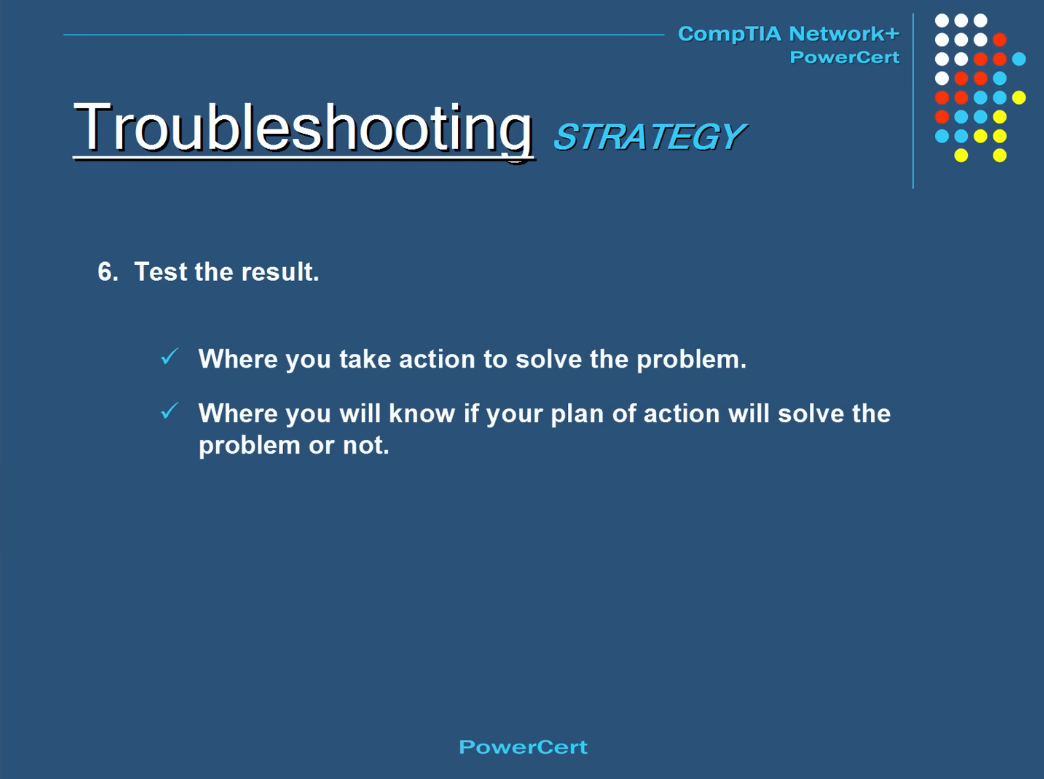 CompTIA Network+
PowerCert
Troubleshooting STRATEGY
6. Test the result.
✓ Where you take action to solve the problem.
✓ Where you will know if your plan of action will solve the
problem or not.
PowerCert